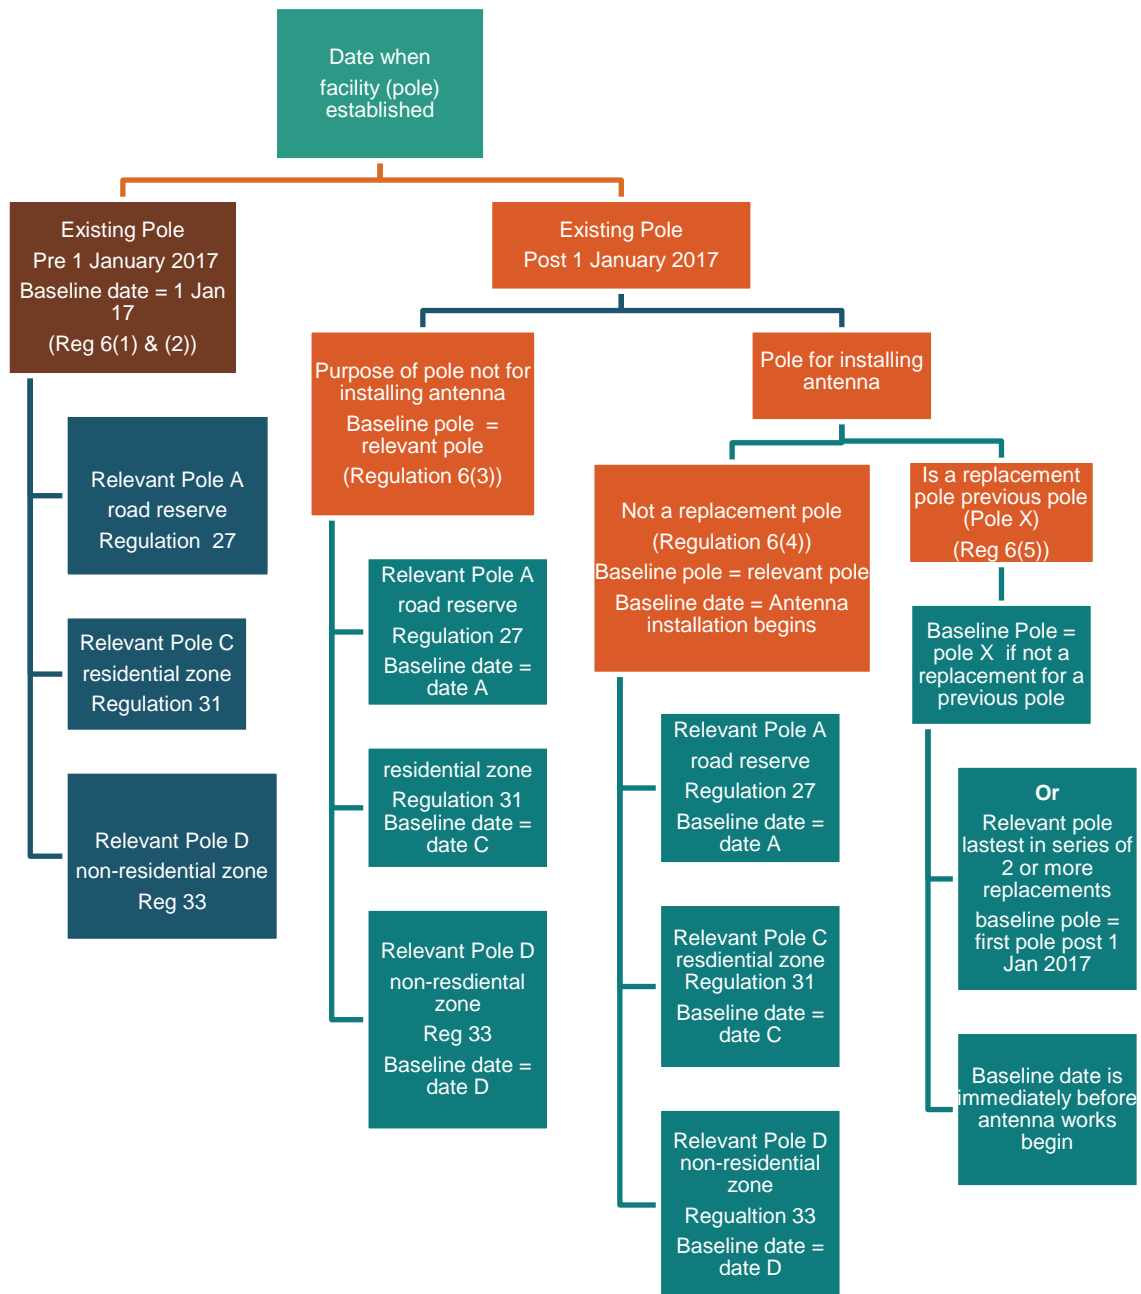 Date when
facility (pole)
established
Existing Pole
Pre 1 January 2017
Baseline date = 1 Jan
17
(Reg 6(1) & (2))
Relevant Pole A
road reserve
Regulation 27
Relevant Pole C
residential zone
Regulation 31
Relevant Pole D
non-residential zone
Reg 33
Existing Pole
Post 1 January 2017
Purpose of pole not for
installing antenna
Baseline pole =
relevant pole
(Regulation 6(3))
Relevant Pole A
road reserve
Regulation 27
Baseline date =
date A
residential zone
Regulation 31
Baseline date =
date C
Relevant Pole D
non-resdiental
zone
Reg 33
Baseline date =
date D
Pole for installing
antenna
Not a replacement pole
(Regulation 6(4))
Baseline pole = relevant pole
Baseline date = Antenna
installation begins
Relevant Pole A
road reserve
Regulation 27
Baseline date =
date A
Relevant Pole C
resdiential zone
Regulation 31
Baseline date =
date C
Relevant Pole D
non-residential
zone
Regualtion 33
Baseline date =
date D
Is a replacement
pole previous pole
(Pole X)
(Reg 6(5))
Baseline Pole =
pole X if not a
replacement for a
previous pole
Or
Relevant pole
lastest in series of
2 or more
replacements
baseline pole =
first pole post 1
Jan 2017
Baseline date is
immediately before
antenna works
begin